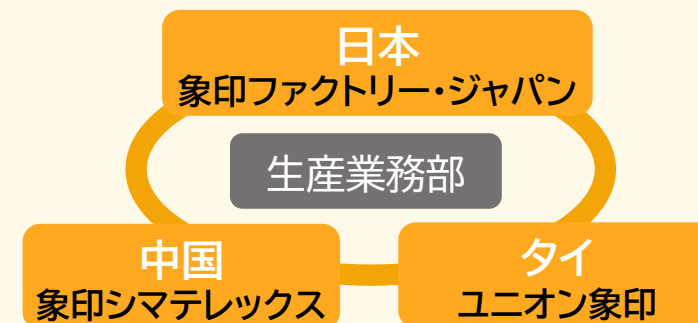 日本
象印ファクトリー・ジャパン
生産業務部
中国
象印シマテレックス
タイ
ユニオン象印